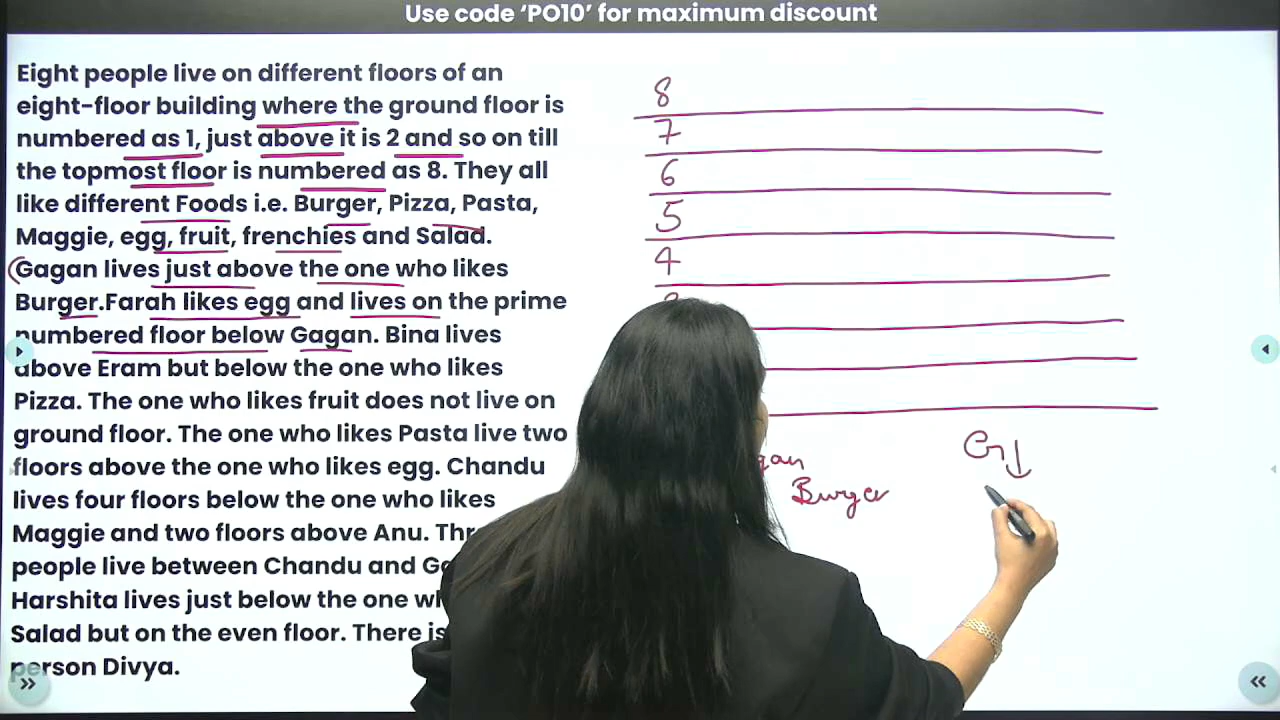 Use code ‘PO10’ for maximum discount
Eight people live on different floors of an
eight-floor building where the ground floor is
numbered as 1, just above it is 2 and so on till
the topmost floor is numbered as 8. They all
like different Foods i.e. Burger, Pizza, Pasta,
Maggie, egg, fruit, frenchies and Salad.
Gagan lives just above the one who likes
Burger.Farah likes egg and lives on the prime
numbered floor below Gagan. Bina lives
above Eram but below the one who likes
Pizza. The one who likes fruit does not live on
ground floor. The one who likes Pasta live two
floors above the one who likes egg. Chandu
lives four floors below the one who likes
Maggie and two floors above Anu.
people live between Chandu and
Harshita lives just below the one
Salad but on the even floor. There is
person Divya.
8
7
6
5
4
Burger